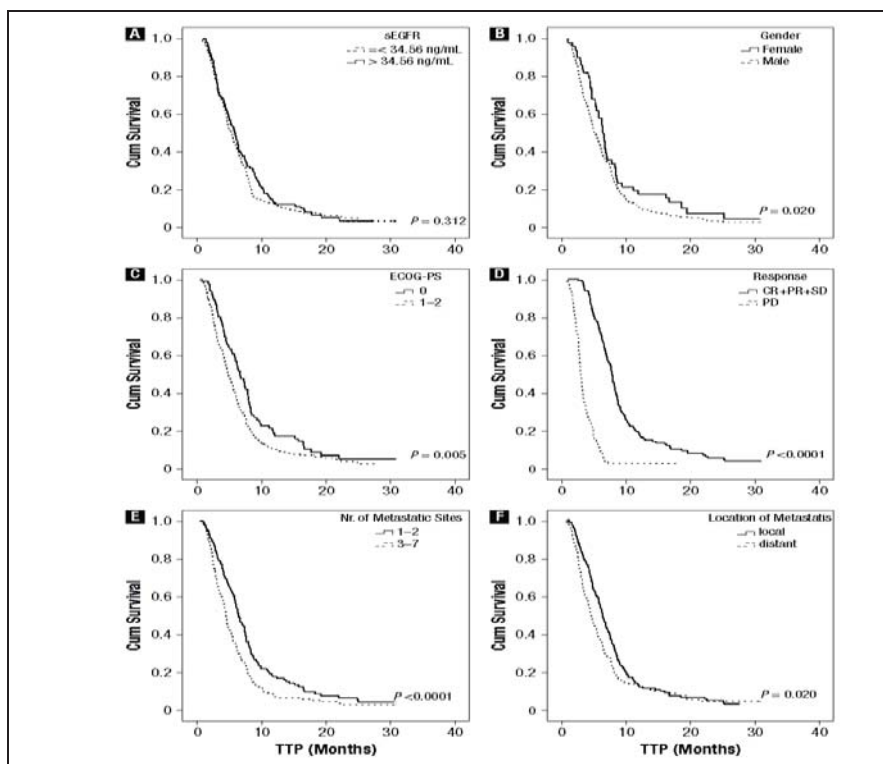 A
sEGFR
=< 34.56 ng/mL
> 34.56 ng/mL
Cum Survival
1.0
0.8
0.6
0.4
0.2
0
P = 0.312
0 10 20 30 40
B
Gender
Female
Male
Cum Survival
1.0
0.8
0.6
0.4
0.2
0
P = 0.020
0 10 20 30 40
C
ECOG-PS
0
1–2
Cum Survival
1.0
0.8
0.6
0.4
0.2
0
P = 0.005
0 10 20 30 40
D
Response
CR+PR+SD
PD
Cum Survival
1.0
0.8
0.6
0.4
0.2
0
P <0.0001
0 10 20 30 40
E
Nr. of Metastatic Sites
1–2
3–7
Cum Survival
1.0
0.8
0.6
0.4
0.2
0
P <0.0001
0 10 20 30 40
TTP (Months)
F
Location of Metastatis
local
distant
Cum Survival
1.0
0.8
0.6
0.4
0.2
0
P = 0.020
0 10 20 30 40
TTP (Months)